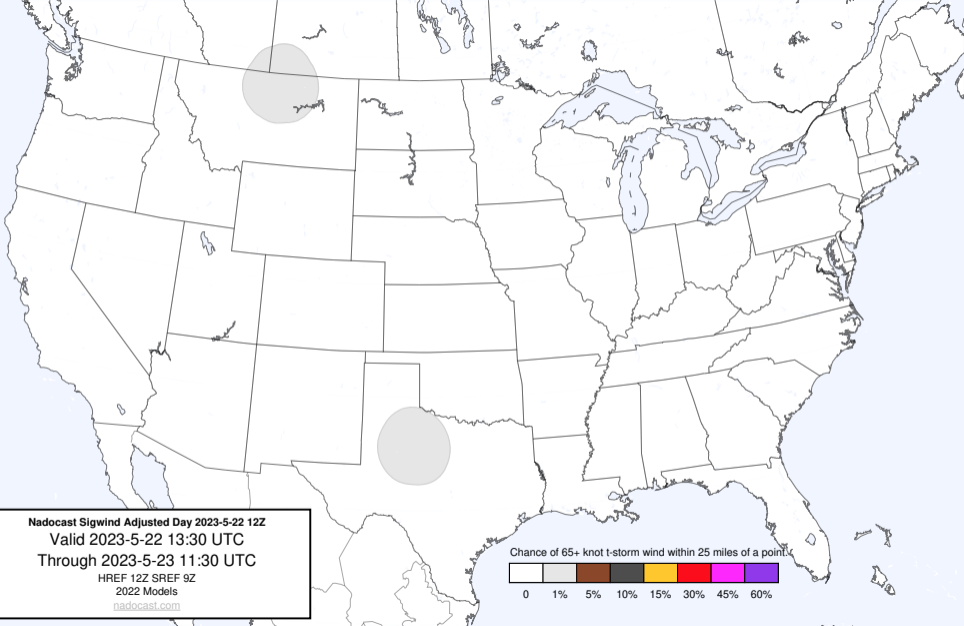 Nadocast Sigwind Adjusted Day 2023-5-22 12Z
Valid 2023-5-22 13:30 UTC
Through 2023-5-23 11:30 UTC
HREF 12Z SREF 9Z
2022 Models
nadocast.com
Chance of 65+ knot t-storm wind within 25 miles of a point.
0 1% 5% 10% 15% 30% 45% 60%